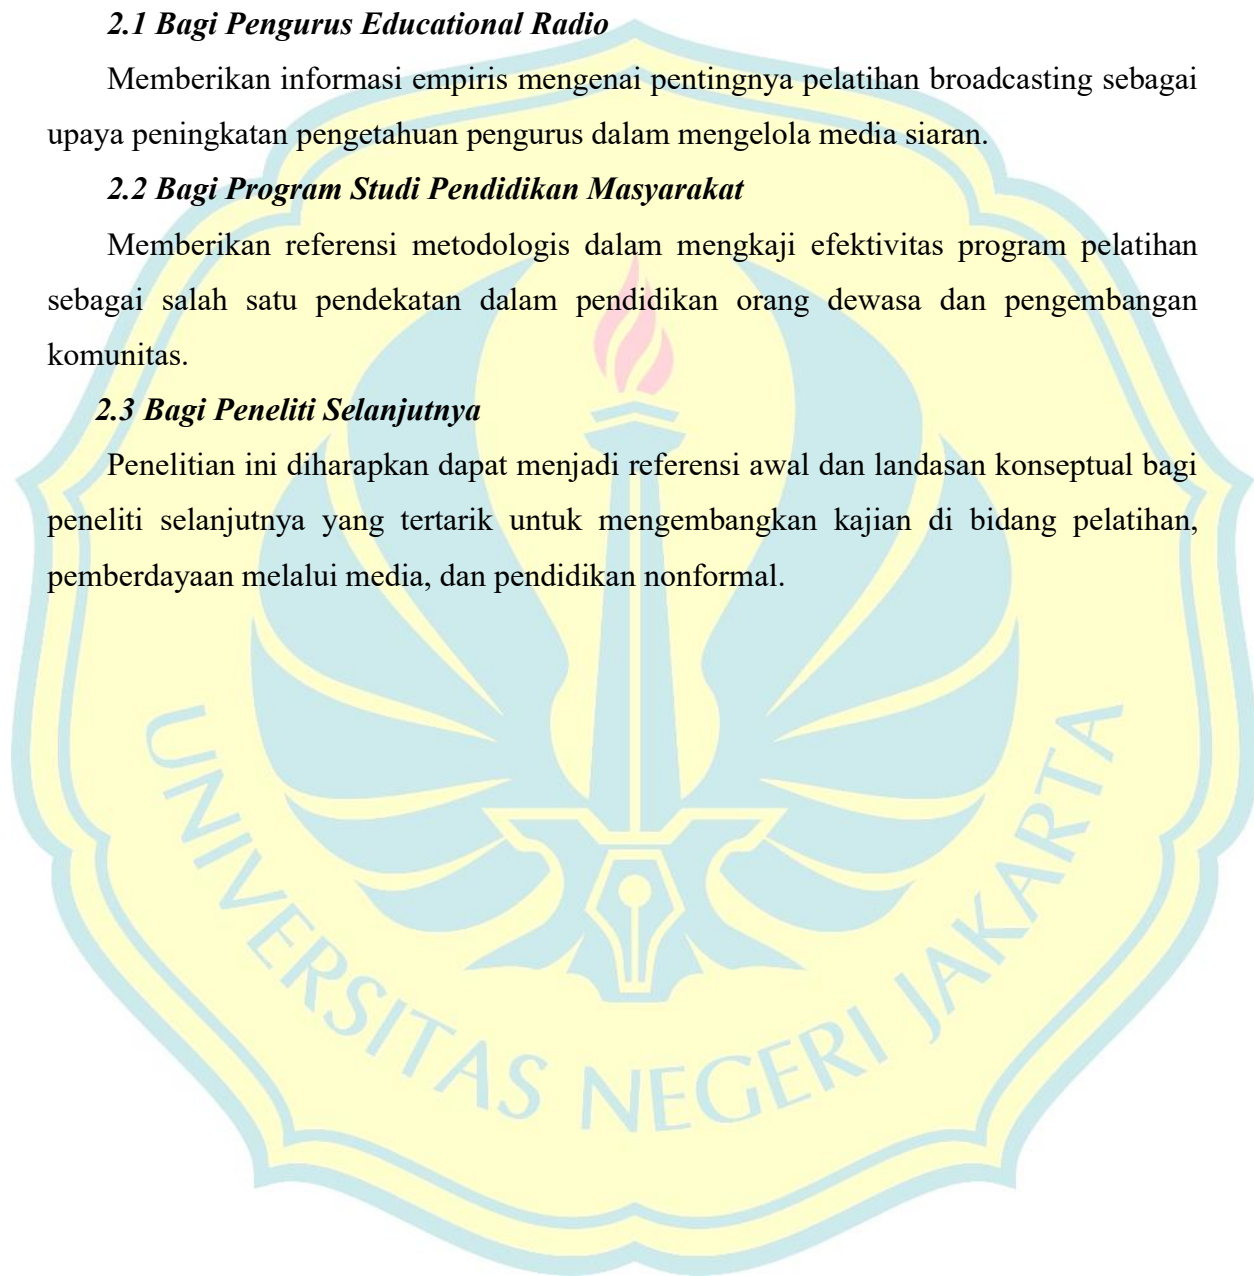 2.1 Bagi Pengurus Educational Radio
Memberikan informasi empiris mengenai pentingnya pelatihan broadcasting sebagai
upaya peningkatan pengetahuan pengurus dalam mengelola media siaran.
2.2 Bagi Program Studi Pendidikan Masyarakat
Memberikan referensi metodologis dalam mengkaji efektivitas program pelatihan
sebagai salah satu pendekatan dalam pendidikan orang dewasa dan pengembangan
komunitas.
2.3 Bagi Peneliti Selanjutnya
Penelitian ini diharapkan dapat menjadi referensi awal dan landasan konseptual bagi
peneliti selanjutnya yang tertarik untuk mengembangkan kajian di bidang pelatihan,
pemberdayaan melalui media, dan pendidikan nonformal.
UNIVERSITAS NEGERI JAKARTA